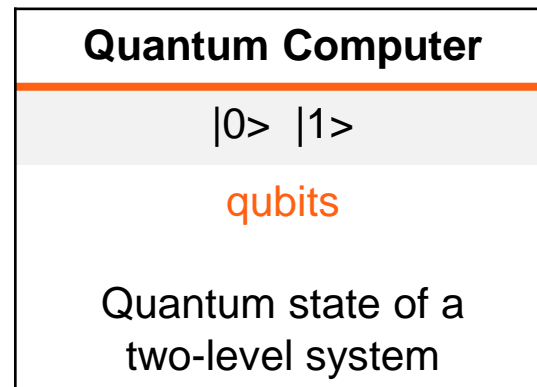 Quantum Computer
|0> |1>
qubits
Quantum state of a
two-level system